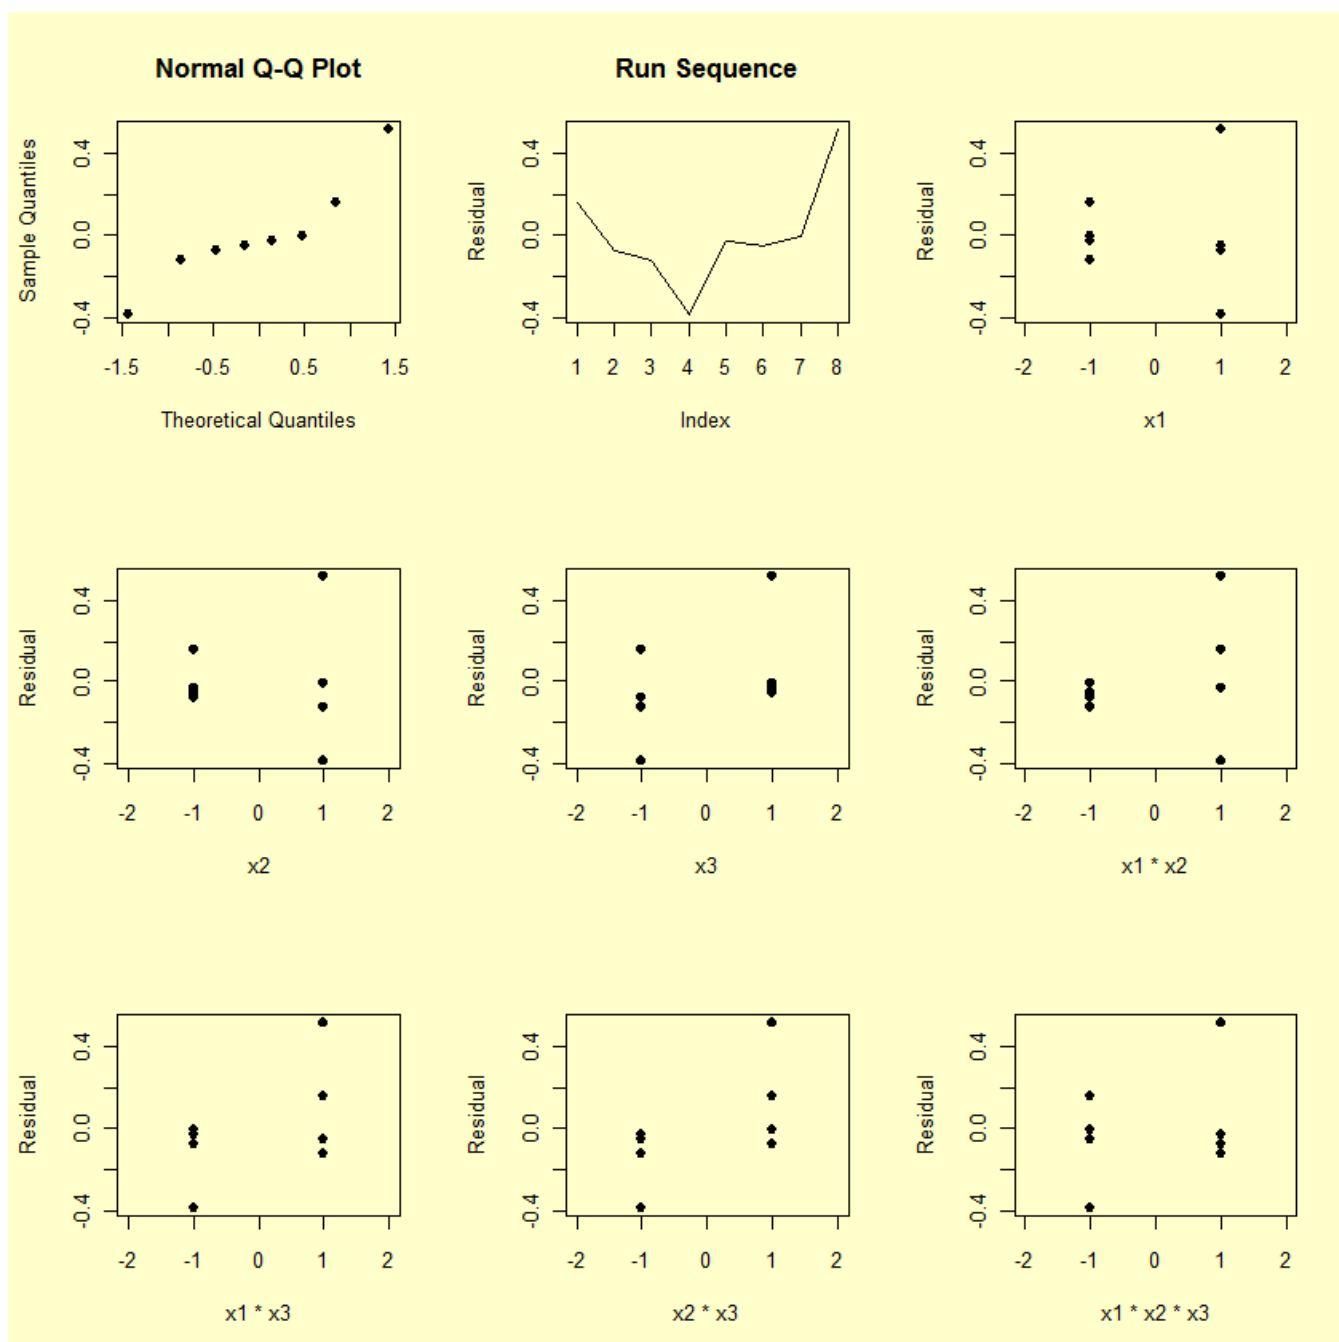 Normal Q-Q Plot
Sample Quantiles
0.4
0.0
-0.4
-1.5 -0.5 0.5 1.5
Theoretical Quantiles
Run Sequence
Residual
0.4
0.0
-0.4
1 2 3 4 5 6 7 8
Index
Residual
0.4
0.0
-0.4
-2 -1 0 1 2
x1
Residual
0.4
0.0
-0.4
-2 -1 0 1 2
x2
Residual
0.4
0.0
-0.4
-2 -1 0 1 2
x3
Residual
0.4
0.0
-0.4
-2 -1 0 1 2
x1 * x2
Residual
0.4
0.0
-0.4
-2 -1 0 1 2
x1 * x3
Residual
0.4
0.0
-0.4
-2 -1 0 1 2
x2 * x3
Residual
0.4
0.0
-0.4
-2 -1 0 1 2
x1 * x2 * x3